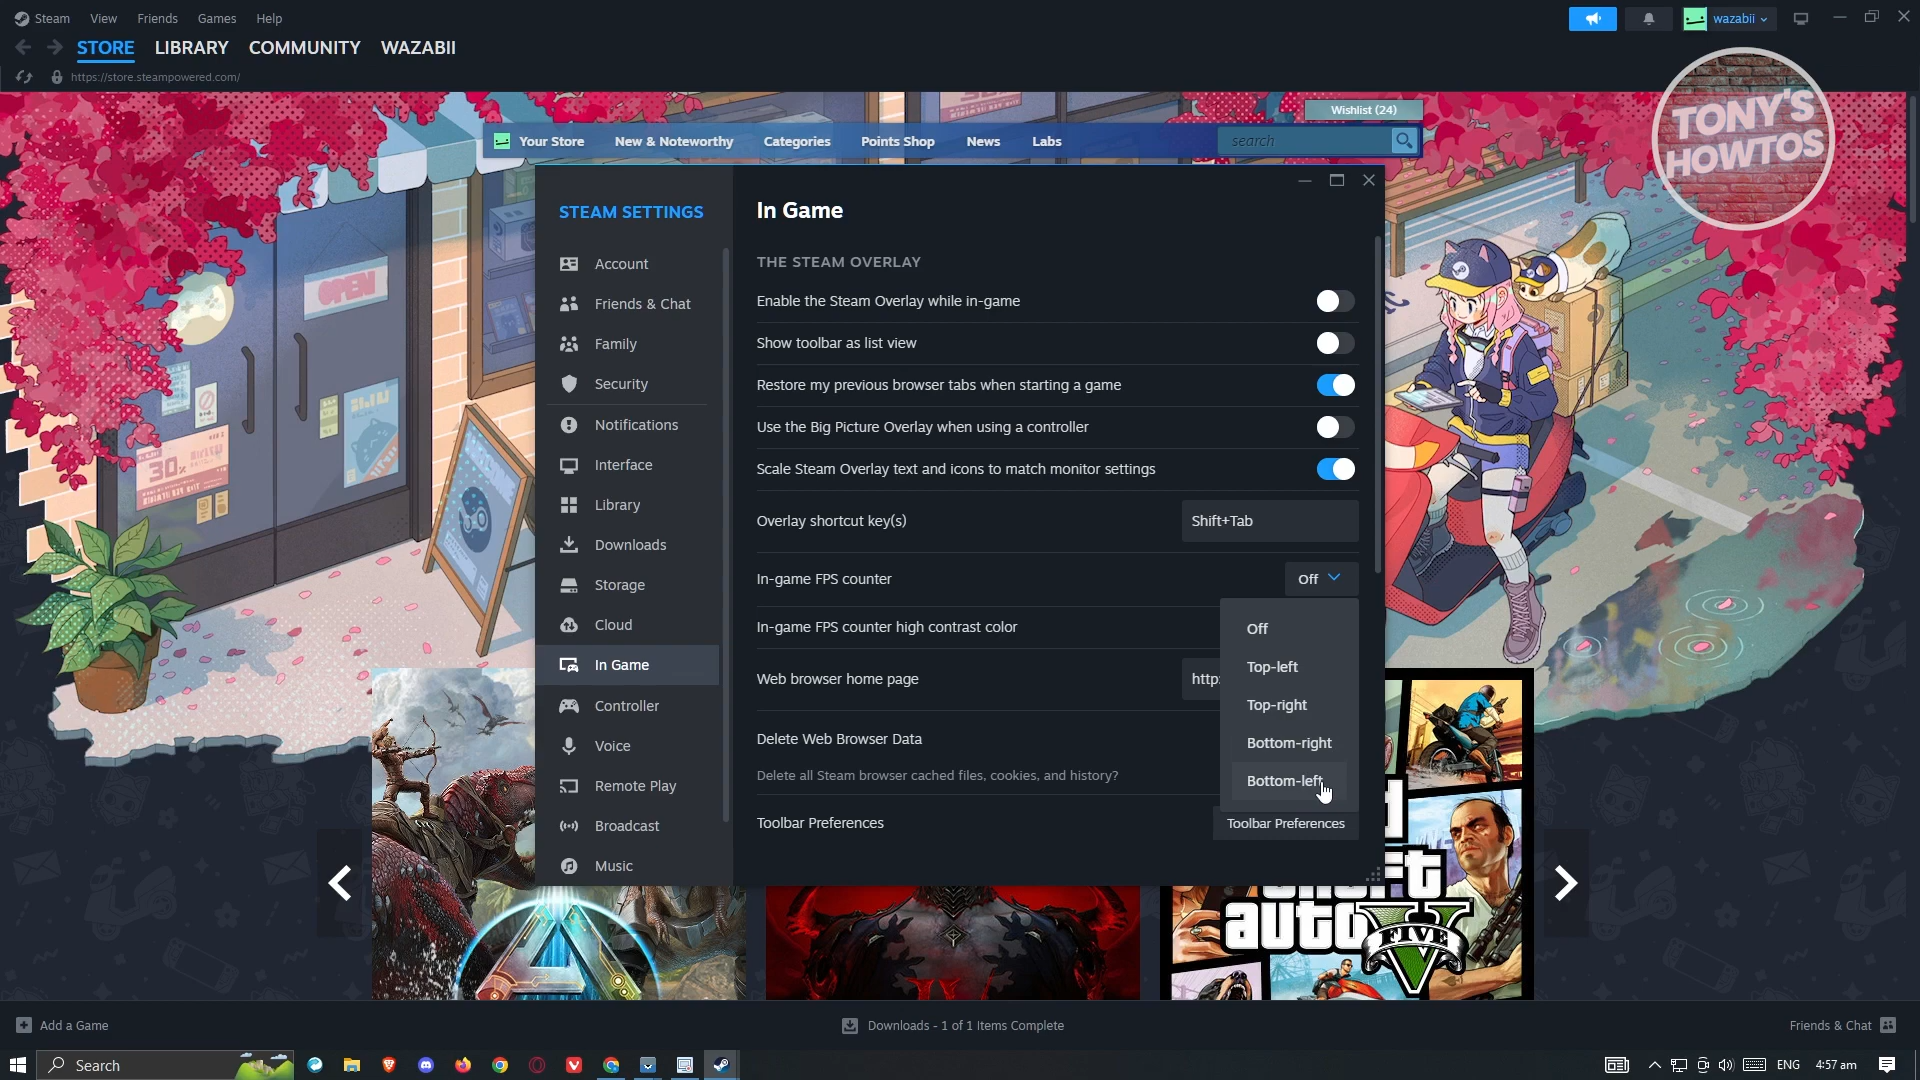 Steam View Friends Games Help
wazabii
STORE LIBRARY COMMUNITY WAZABII
https://store.steampowered.com/
TONY'S
HOWTOS
Wishlist (24)
Your Store New & Noteworthy Categories Points Shop News Labs
search
OPEN
30%
STEAM SETTINGS
Account
Friends & Chat
Family
Security
Notifications
Interface
Library
Downloads
Storage
Cloud
In Game
Controller
Voice
Remote Play
Broadcast
Music
In Game
THE STEAM OVERLAY
Enable the Steam Overlay while in-game
Show toolbar as list view
Restore my previous browser tabs when starting a game
Use the Big Picture Overlay when using a controller
Scale Steam Overlay text and icons to match monitor settings
Overlay shortcut key(s) Shift+Tab
In-game FPS counter Off
In-game FPS counter high contrast color
Web browser home page http:
Delete Web Browser Data
Delete all Steam browser cached files, cookies, and history?
Toolbar Preferences Toolbar Preferences
Off
Top-left
Top-right
Bottom-right
Bottom-left
auto
V
FIVE
Add a Game
Downloads - 1 of 1 Items Complete
Friends & Chat
Search
ENG 4:57 am